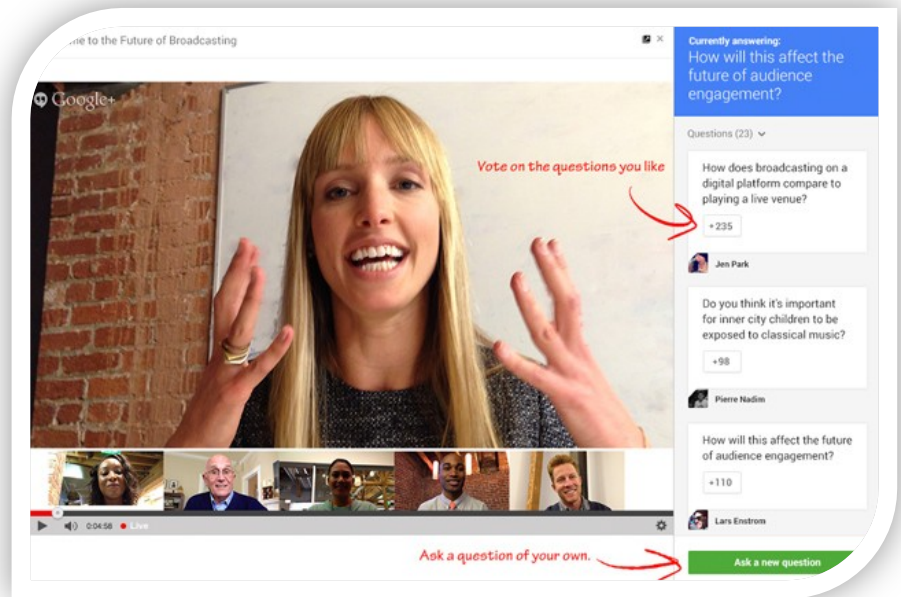 me to the Future of Broadcasting
Google+
Vote on the questions you like
0:04:58 Live
Ask a question of your own.
Currently answering:
How will this affect the
future of audience
engagement?
Questions (23)
How does broadcasting on a
digital platform compare to
playing a live venue?
+235
Jen Park
Do you think it's important
for inner city children to be
exposed to classical music?
+98
Pierre Nadim
How will this affect the future
of audience engagement?
+110
Lars Enstrom
Ask a new question